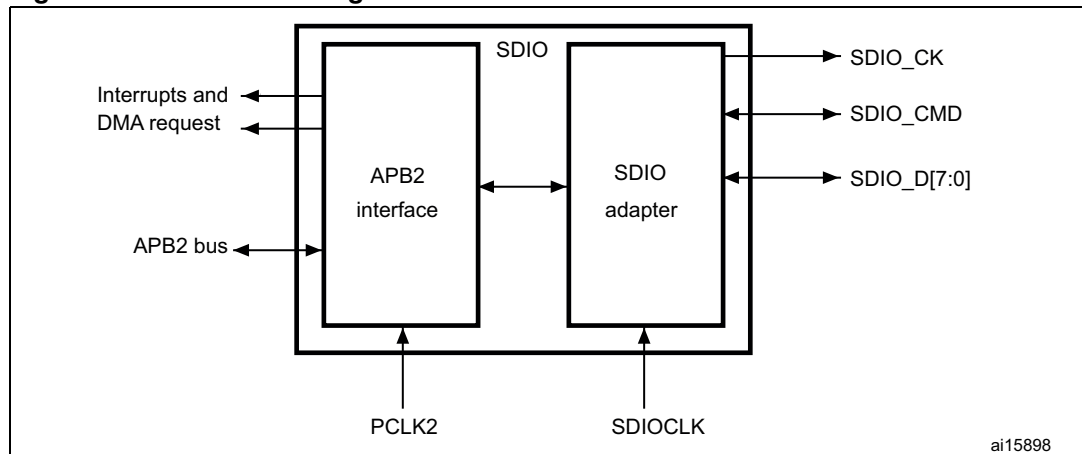 SDIO
SDIO_CK
Interrupts and
DMA request
SDIO_CMD
APB2
interface
SDIO
adapter
SDIO_D[7:0]
APB2 bus
PCLK2
SDIOCLK
ai15898